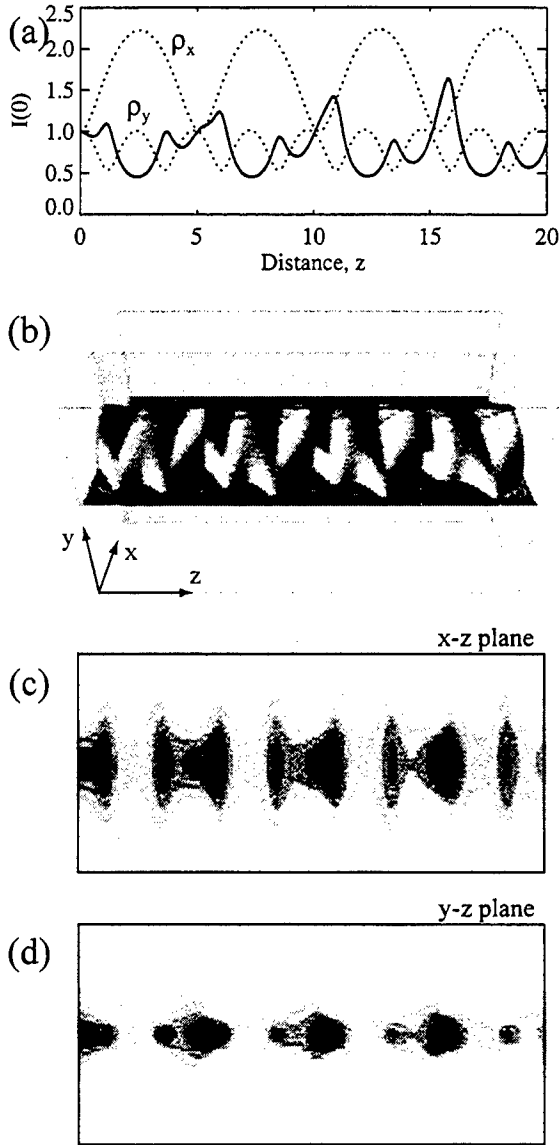 (a)
2.5
2.0
1.5
1.0
0.5
0.0
I(0)
ρx
ρy
0 5 10 15 20
Distance, z
(b)
y x z
x-z plane
(c)
y-z plane
(d)